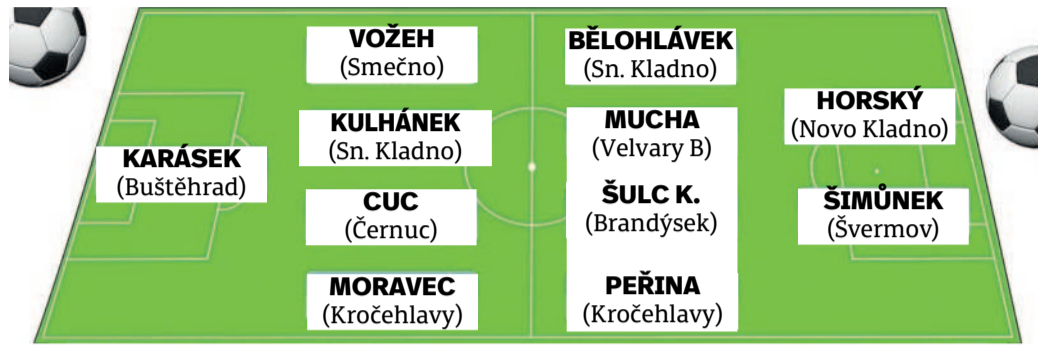 KARÁSEK
(Buštěhrad)
VOŽEH
(Smečno)
KULHÁNEK
(Sn. Kladno)
CUC
(Černuc)
MORAVEC
(Kročehlavy)
BĚLOHLÁVEK
(Sn. Kladno)
MUCHA
(Velvary B)
ŠULC K.
(Brandýsek)
PEŘINA
(Kročehlavy)
HORSKÝ
(Novo Kladno)
ŠIMŮNEK
(Švermov)